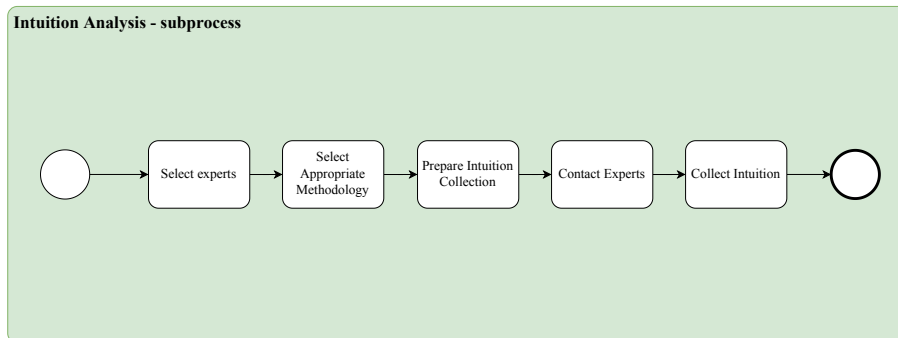 Intuition Analysis - subprocess
Select experts
Select
Appropriate
Methodology
Prepare Intuition
Collection
Contact Experts
Collect Intuition